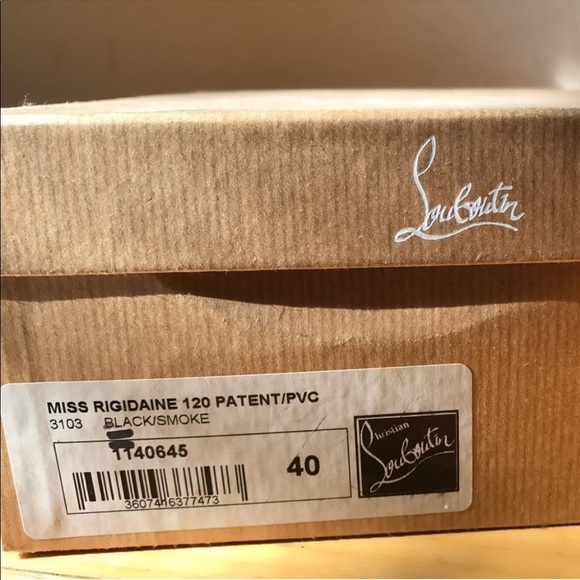 Louboutin
MISS RIGIDAINE 120 PATENT/PVC
3103 BLACK/SMOKE
1140645
40
3607416377473
Christian
Louboutin